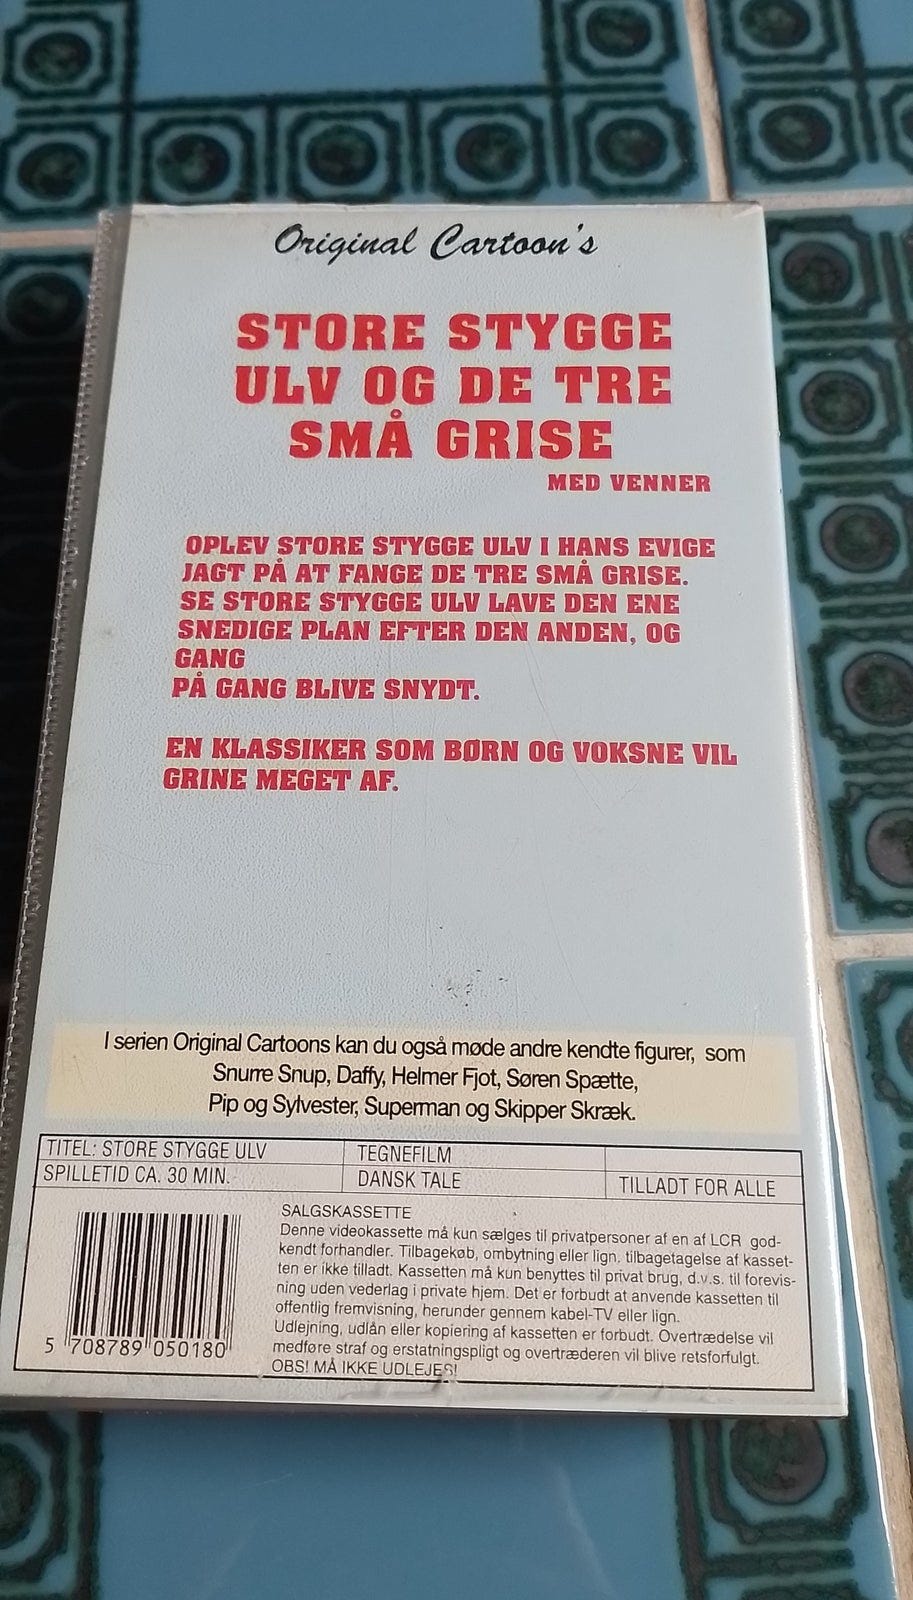 Original Cartoon's
STORE STYGGE
ULV OG DE TRE
SMÅ GRISE
MED VENNER
OPLEV STORE STYGGE ULV I HANS EVIGE
JAGT PÅ AT FANGE DE TRE SMÅ GRISE.
SE STORE STYGGE ULV LAVE DEN ENE
SNEDIGE PLAN EFTER DEN ANDEN, OG
GANG
PÅ GANG BLIVE SNYDT.
EN KLASSIKER SOM BØRN OG VOKSNE VIL
GRINE MEGET AF.
I serien Original Cartoons kan du også møde andre kendte figurer, som
Snurre Snup, Daffy, Helmer Fjot, Søren Spætte,
Pip og Sylvester, Superman og Skipper Skræk.
TITEL: STORE STYGGE ULV TEGNEFILM
SPILLETID CA. 30 MIN. DANSK TALE TILLADT FOR ALLE
SALGSKASSETTE
Denne videokassette må kun sælges til privatpersoner af en af LCR god-
kendt forhandler. Tilbagekøb, ombytning eller lign, tilbagetagelse af kasset-
ten er ikke tilladt. Kassetten må kun benyttes til privat brug, d.v.s. til forevis-
ning uden vederlag i private hjem. Det er forbudt at anvende kassetten til
offentlig fremvisning, herunder gennem kabel-TV eller lign.
Udlejning, udlån eller kopiering af kassetten er forbudt. Overtrædelse vil
medføre straf og erstatningspligt og overtræderen vil blive retsforfulgt.
OBS! MÅ IKKE UDLEJES!
5 708789 050180